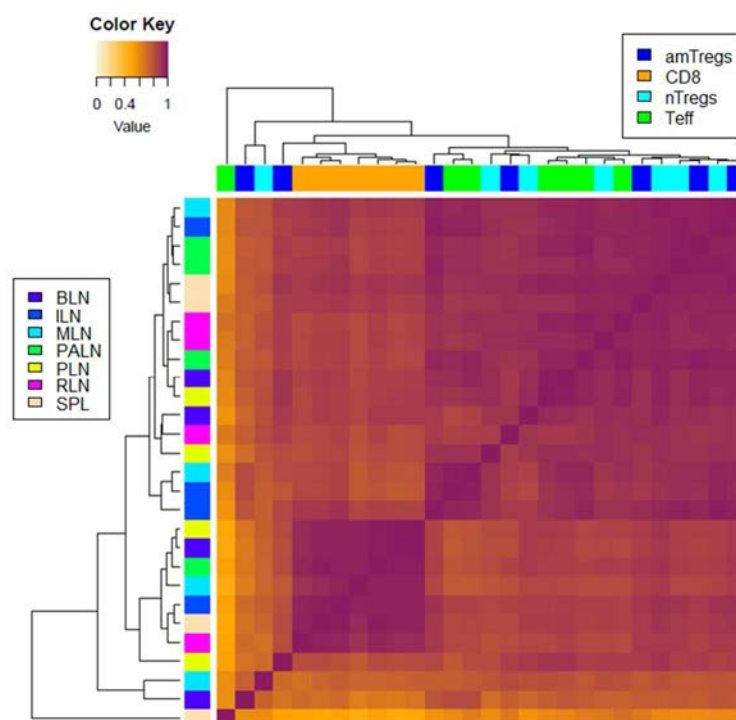 Color Key
0 0.4 1
Value
amTregs
CD8
nTregs
Teff
BLN
ILN
MLN
PALN
PLN
RLN
SPL